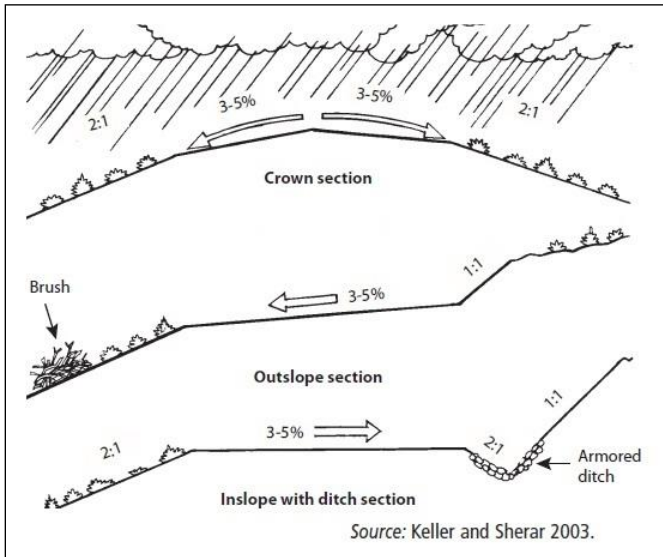 3-5%
3-5%
2:1
2:1
Crown section
1:1
Brush
3-5%
Outslope section
1:1
3-5%
2:1
2:1
Armored
ditch
Inslope with ditch section
Source: Keller and Sherar 2003.